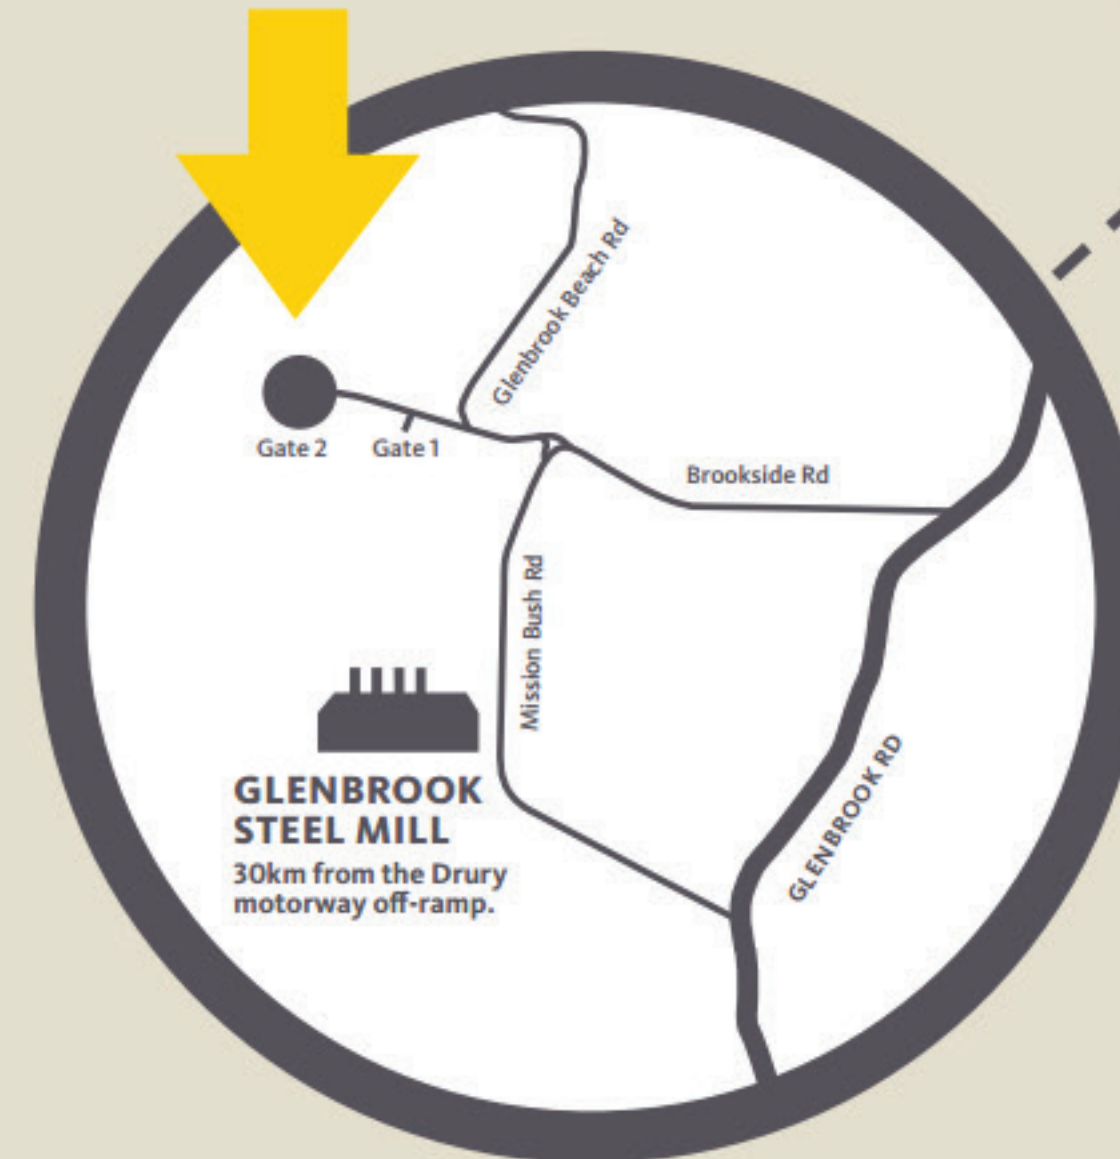 Glenbrook Beach Rd
Gate 2
Gate 1
Brookside Rd
Mission Bush Rd
GLENBROOK RD
GLENBROOK
STEEL MILL
30km from the Drury
motorway off-ramp.